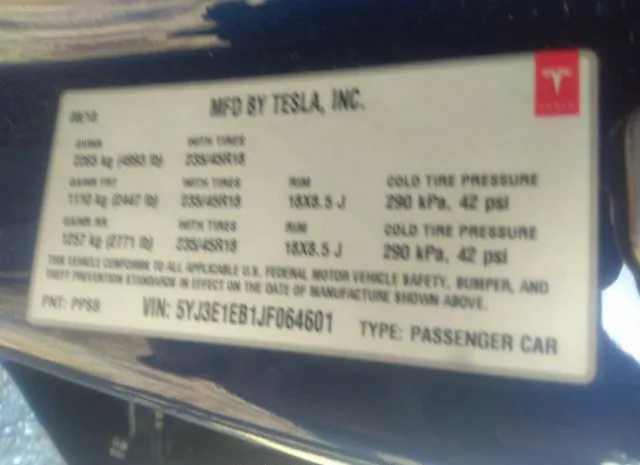 MFD BY TESLA, INC.
TESLA
08/18
GVWR WITH TIRES
2265 kg (4993 lb) 235/45R18
GAWR FRT WITH TIRES RIM COLD TIRE PRESSURE
1110 kg (2447 lb) 235/45R18 18X8.5 J 290 kPa, 42 psi
GAWR RR WITH TIRES RIM COLD TIRE PRESSURE
1257 kg (2771 lb) 235/45R18 18X8.5 J 290 kPa, 42 psi
THIS VEHICLE CONFORMS TO ALL APPLICABLE U.S. FEDERAL MOTOR VEHICLE SAFETY, BUMPER, AND
THEFT PREVENTION STANDARDS IN EFFECT ON THE DATE OF MANUFACTURE SHOWN ABOVE.
PNT: PPSB VIN: 5YJ3E1EB1JF064601 TYPE: PASSENGER CAR